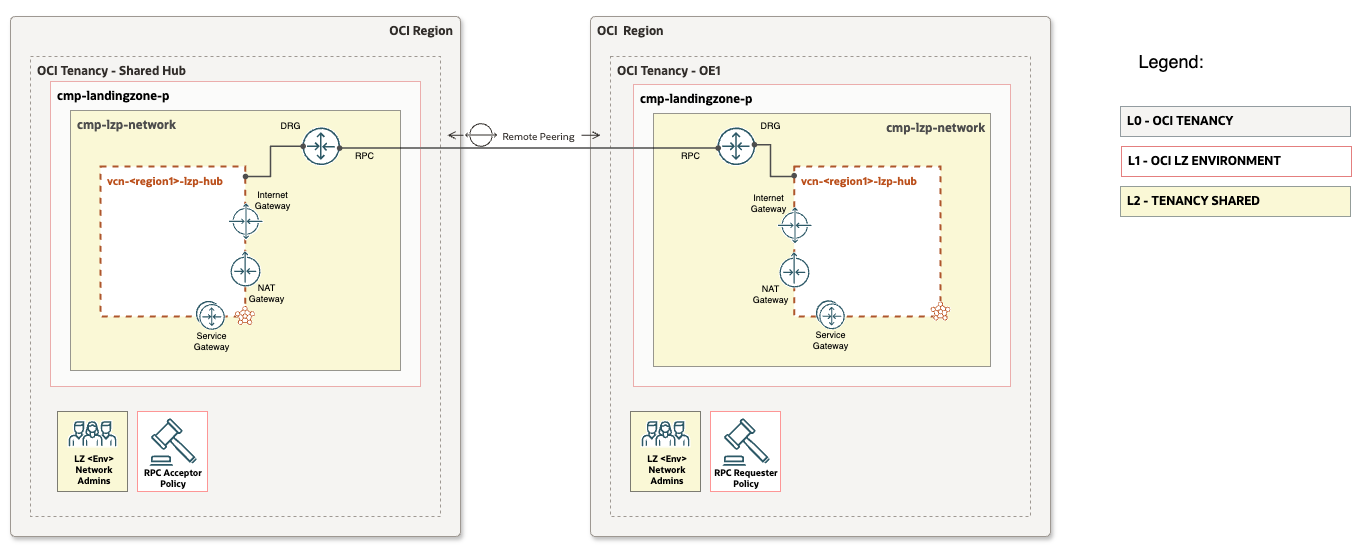 OCI Region
OCI Tenancy - Shared Hub
cmp-landingzone-p
cmp-lzp-network
DRG
RPC
vcn-<region1>-lzp-hub
Internet
Gateway
NAT
Gateway
Service
Gateway
LZ <Env>
Network
Admins
RPC Acceptor
Policy
Remote Peering
OCI Region
OCI Tenancy - OE1
cmp-landingzone-p
cmp-lzp-network
DRG
RPC
vcn-<region1>-lzp-hub
Internet
Gateway
NAT
Gateway
Service
Gateway
LZ <Env>
Network
Admins
RPC Requester
Policy
Legend:
L0 - OCI TENANCY
L1 - OCI LZ ENVIRONMENT
L2 - TENANCY SHARED